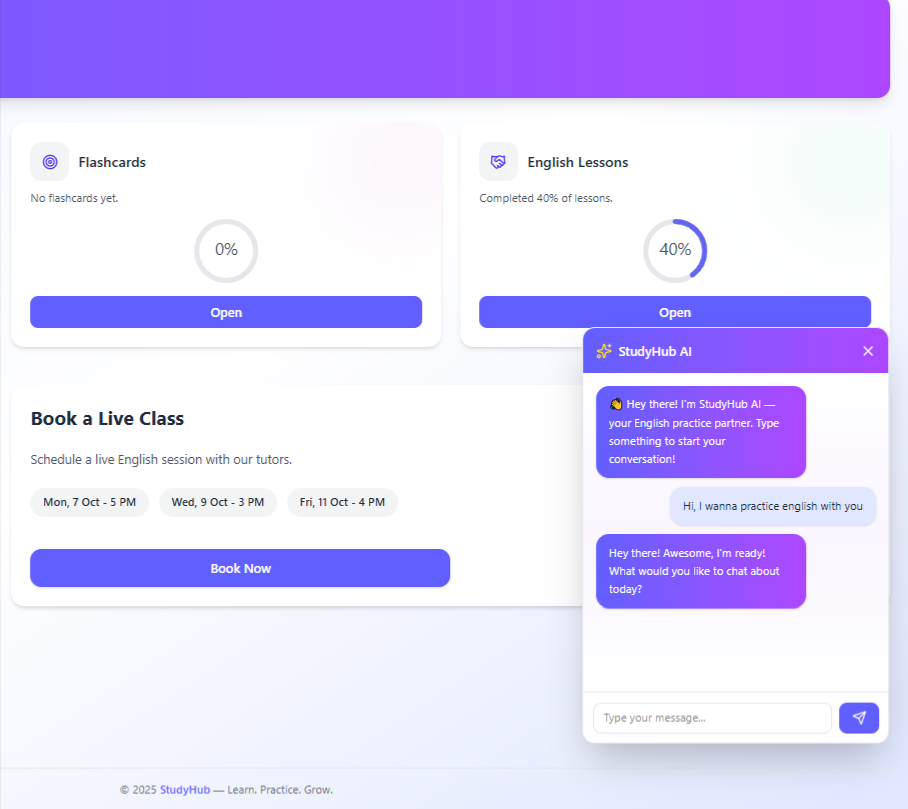 Flashcards
No flashcards yet.
0%
Open
English Lessons
Completed 40% of lessons.
40%
Open
Book a Live Class
Schedule a live English session with our tutors.
Mon, 7 Oct - 5 PM
Wed, 9 Oct - 3 PM
Fri, 11 Oct - 4 PM
Book Now
StudyHub AI
👋 Hey there! I'm StudyHub AI —
your English practice partner. Type
something to start your
conversation!
Hi, I wanna practice english with you
Hey there! Awesome, I'm ready!
What would you like to chat about
today?
Type your message...
© 2025 StudyHub — Learn. Practice. Grow.